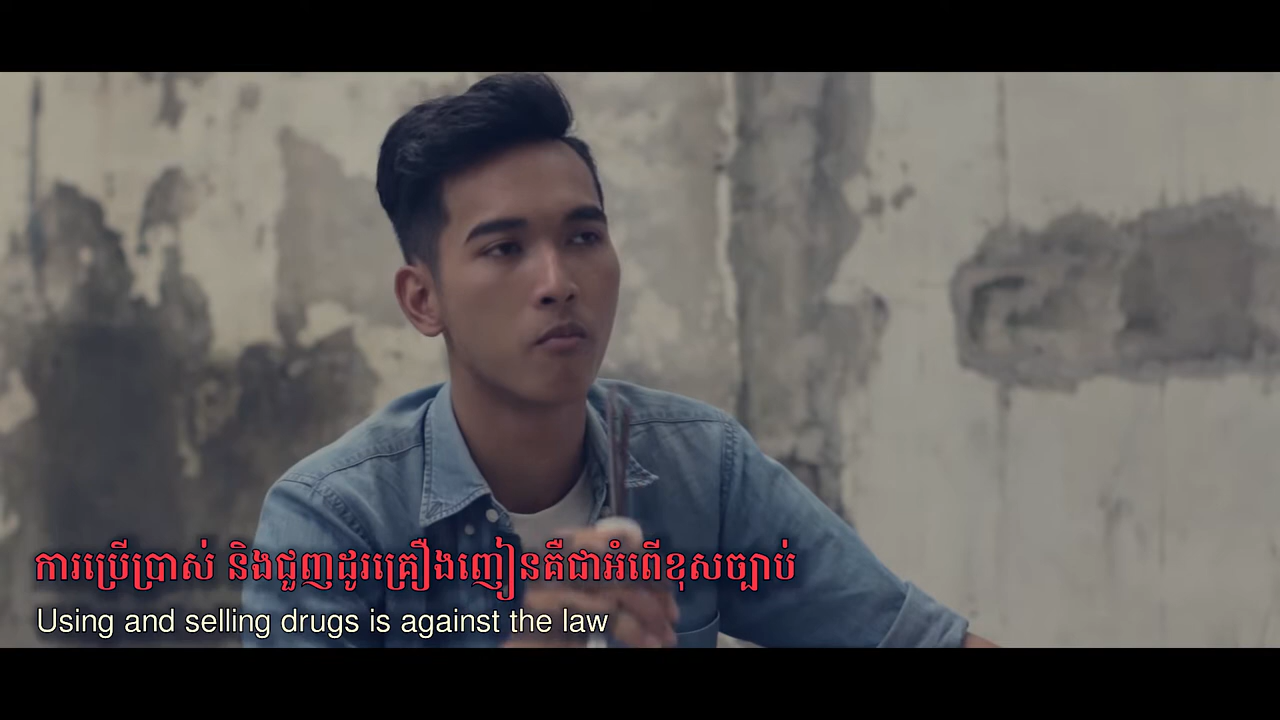 ការប្រើប្រាស់ និងជួញដូរគ្រឿងញៀនគឺជាអំពើខុសច្បាប់
Using and selling drugs is against the law